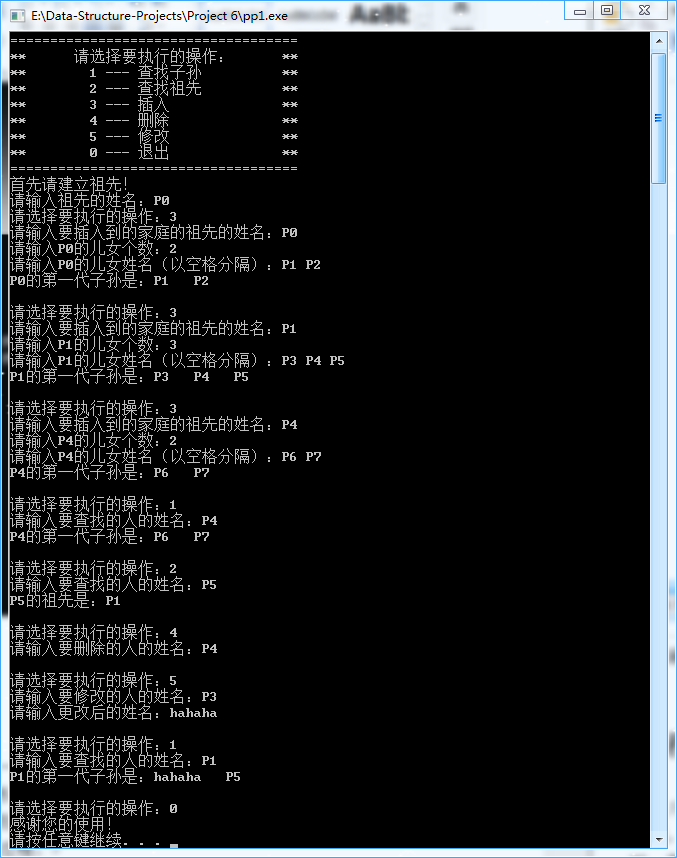 E:\Data-Structure-Projects\Project 6\pp1.exe
====================================
**      请选择要执行的操作:       **
**        1 --- 查找子孙          **
**        2 --- 查找祖先          **
**        3 --- 插入              **
**        4 --- 删除              **
**        5 --- 修改              **
**        0 --- 退出              **
====================================
首先请建立祖先!
请输入祖先的姓名:P0
请选择要执行的操作:3
请输入要插入到的家庭的祖先的姓名:P0
请输入P0的儿女个数:2
请输入P0的儿女姓名(以空格分隔):P1 P2
P0的第一代子孙是:P1   P2
请选择要执行的操作:3
请输入要插入到的家庭的祖先的姓名:P1
请输入P1的儿女个数:3
请输入P1的儿女姓名(以空格分隔):P3 P4 P5
P1的第一代子孙是:P3   P4   P5
请选择要执行的操作:3
请输入要插入到的家庭的祖先的姓名:P4
请输入P4的儿女个数:2
请输入P4的儿女姓名(以空格分隔):P6 P7
P4的第一代子孙是:P6   P7
请选择要执行的操作:1
请输入要查找的人的姓名:P4
P4的第一代子孙是:P6   P7
请选择要执行的操作:2
请输入要查找的人的姓名:P5
P5的祖先是:P1
请选择要执行的操作:4
请输入要删除的人的姓名:P4
请选择要执行的操作:5
请输入要修改的人的姓名:P3
请输入更改后的姓名:hahaha
请选择要执行的操作:1
请输入要查找的人的姓名:P1
P1的第一代子孙是:hahaha   P5
请选择要执行的操作:0
感谢您的使用!
请按任意键继续. . .